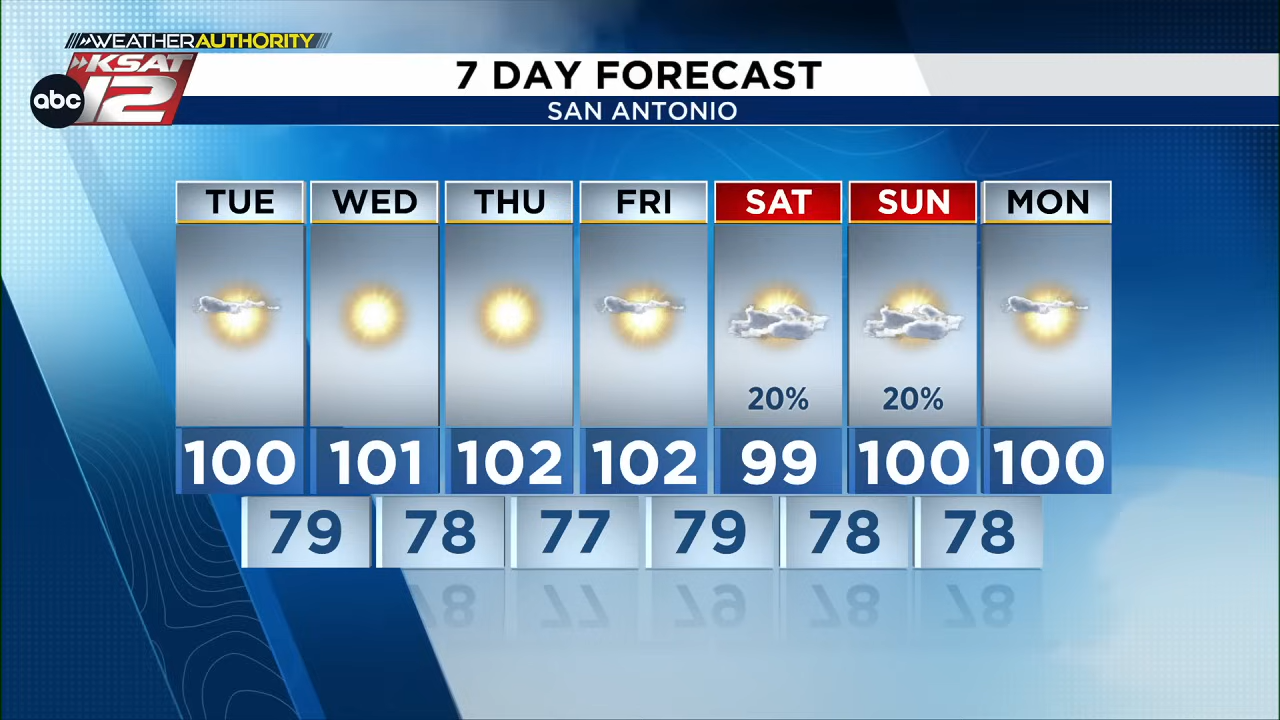 WEATHERAUTHORITY
KSAT
abc 12
7 DAY FORECAST
SAN ANTONIO
TUE WED THU FRI SAT SUN MON
20% 20%
100 101 102 102 99 100 100
79 78 77 79 78 78